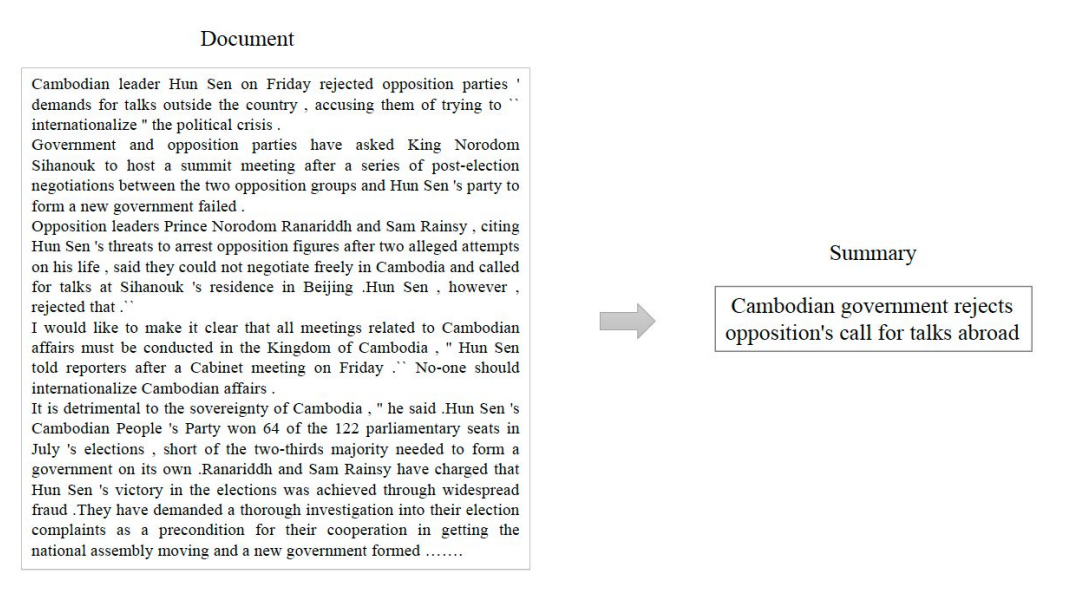 Document
Cambodian leader Hun Sen on Friday rejected opposition parties '
demands for talks outside the country , accusing them of trying to ``
internationalize " the political crisis .
Government and opposition parties have asked King Norodom
Sihanouk to host a summit meeting after a series of post-election
negotiations between the two opposition groups and Hun Sen 's party to
form a new government failed .
Opposition leaders Prince Norodom Ranariddh and Sam Rainsy , citing
Hun Sen 's threats to arrest opposition figures after two alleged attempts
on his life , said they could not negotiate freely in Cambodia and called
for talks at Sihanouk 's residence in Beijing .Hun Sen , however ,
rejected that .``
I would like to make it clear that all meetings related to Cambodian
affairs must be conducted in the Kingdom of Cambodia , " Hun Sen
told reporters after a Cabinet meeting on Friday .`` No-one should
internationalize Cambodian affairs .
It is detrimental to the sovereignty of Cambodia , " he said .Hun Sen 's
Cambodian People 's Party won 64 of the 122 parliamentary seats in
July 's elections , short of the two-thirds majority needed to form a
government on its own .Ranariddh and Sam Rainsy have charged that
Hun Sen 's victory in the elections was achieved through widespread
fraud .They have demanded a thorough investigation into their election
complaints as a precondition for their cooperation in getting the
national assembly moving and a new government formed …….
Summary
Cambodian government rejects
opposition's call for talks abroad